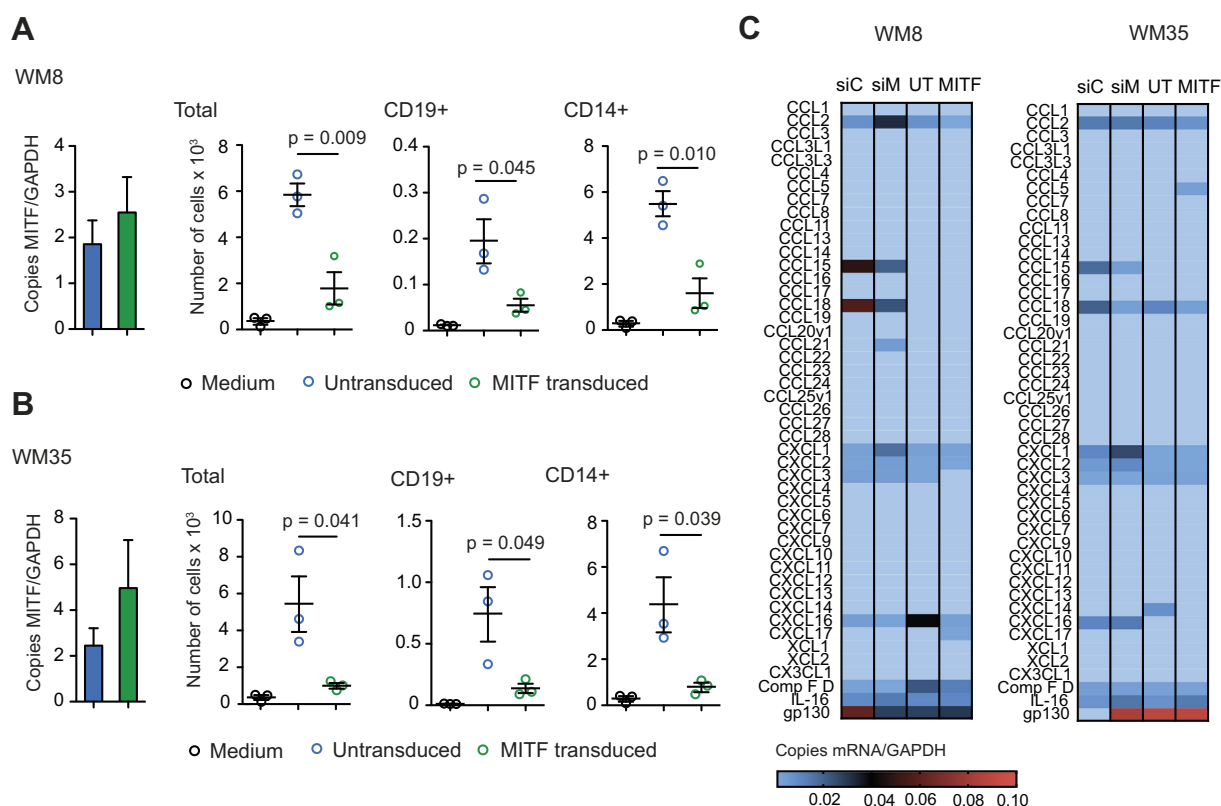 A
WM8
Total
CD19+
CD14+
Copies MITF/GAPDH
4
3
2
1
0
Number of cells x 10³
8
6
4
2
0
p = 0.009
0.4
0.3
0.2
0.1
0
p = 0.045
8
6
4
2
0
p = 0.010
Medium Untransduced MITF transduced
B
WM35
Total
CD19+
CD14+
Copies MITF/GAPDH
8
6
4
2
0
Number of cells x 10³
10
8
6
4
2
0
p = 0.041
1.5
1.0
0.5
0
p = 0.049
8
6
4
2
0
p = 0.039
Medium Untransduced MITF transduced
C
WM8
siC siM UT MITF
CCL1
CCL2
CCL3
CCL3L1
CCL3L3
CCL4
CCL5
CCL7
CCL8
CCL11
CCL13
CCL14
CCL15
CCL16
CCL17
CCL18
CCL19
CCL20v1
CCL21
CCL22
CCL23
CCL24
CCL25v1
CCL26
CCL27
CCL28
CXCL1
CXCL2
CXCL3
CXCL4
CXCL5
CXCL6
CXCL7
CXCL9
CXCL10
CXCL11
CXCL12
CXCL13
CXCL14
CXCL16
CXCL17
XCL1
XCL2
CX3CL1
Comp F D
IL-16
gp130
WM35
siC siM UT MITF
CCL1
CCL2
CCL3
CCL3L1
CCL3L3
CCL4
CCL5
CCL7
CCL8
CCL11
CCL13
CCL14
CCL15
CCL16
CCL17
CCL18
CCL19
CCL20v1
CCL21
CCL22
CCL23
CCL24
CCL25v1
CCL26
CCL27
CCL28
CXCL1
CXCL2
CXCL3
CXCL4
CXCL5
CXCL6
CXCL7
CXCL9
CXCL10
CXCL11
CXCL12
CXCL13
CXCL14
CXCL16
CXCL17
XCL1
XCL2
CX3CL1
Comp F D
IL-16
gp130
Copies mRNA/GAPDH
0.02 0.04 0.06 0.08 0.10